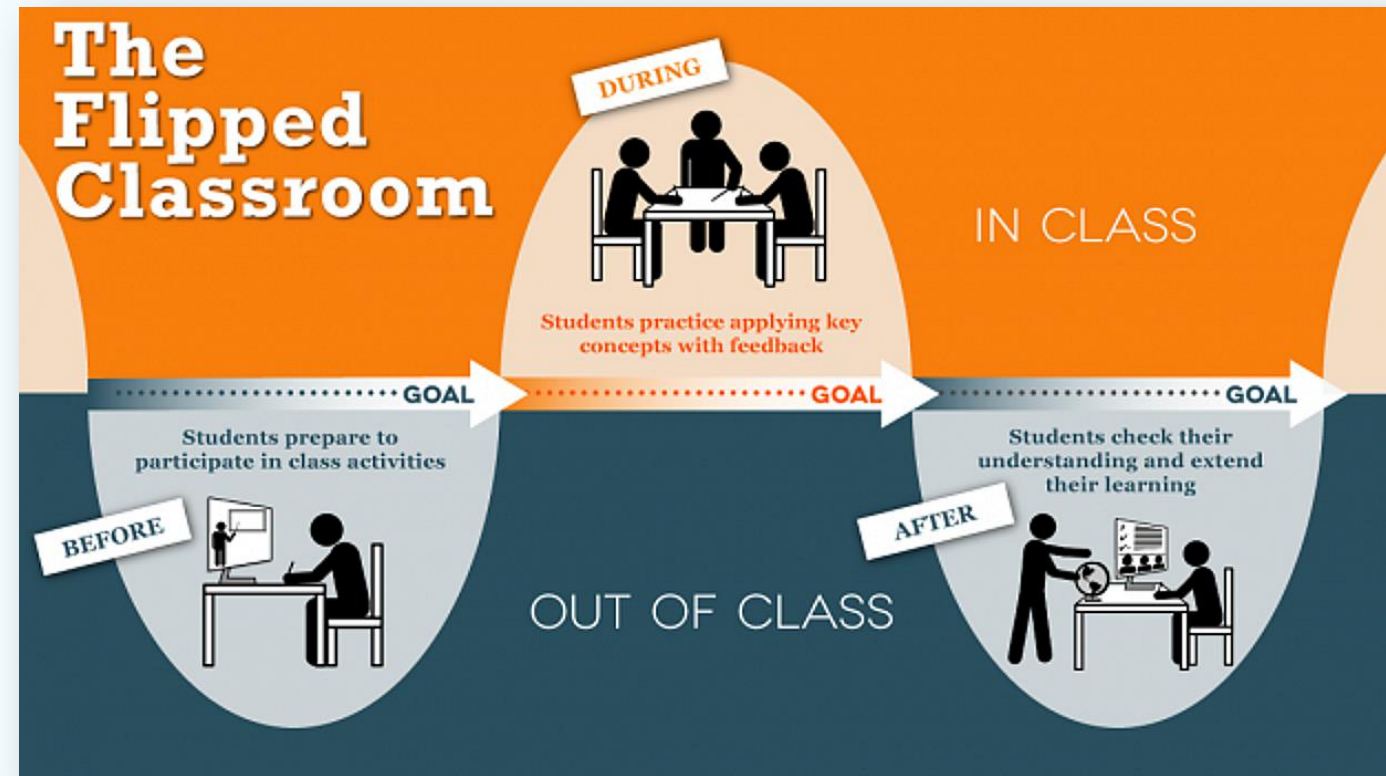 The
Flipped
Classroom
DURING
IN CLASS
Students practice applying key
concepts with feedback
GOAL
GOAL
GOAL
Students prepare to
participate in class activities
BEFORE
OUT OF CLASS
Students check their
understanding and extend
their learning
AFTER